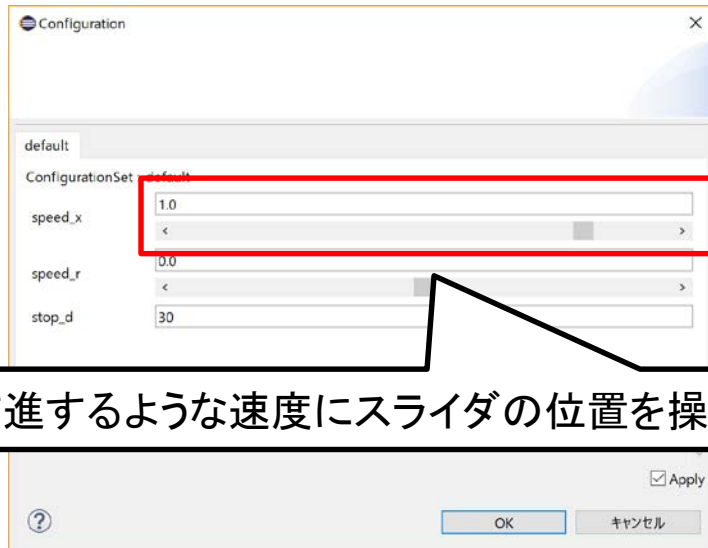 Configuration
default
ConfigurationSet : default
speed_x
1.0
speed_r
0.0
stop_d
30
進するような速度にスライダの位置を操
Apply
OK
キャンセル